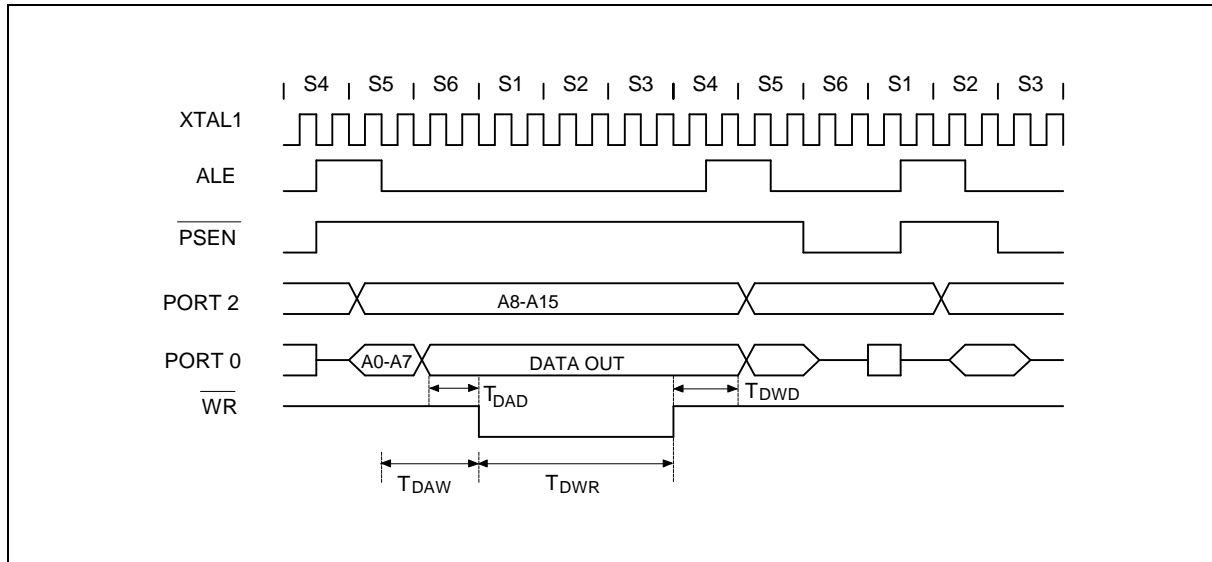 S4 S5 S6 S1 S2 S3 S4 S5 S6 S1 S2 S3
XTAL1
ALE
PSEN
PORT 2 A8-A15
PORT 0 A0-A7 DATA OUT
TDAD TDWD
WR
TDAW TDWR